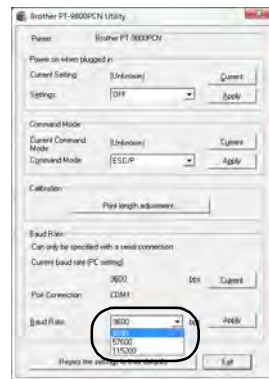 Brother PT-9800PCN Utility
Printer: Brother PT-9800PCN
Power on when plugged in
Current Setting (Unknown) Current
Settings: OFF Apply
Command Mode
Current Command Mode (Unknown) Current
Command Mode: ESC/P Apply
Calibration
Print length adjustment...
Baud Rate
Can only be specified with a serial connection
Current baud rate (PC setting):
9600 bps Current
Port Connection COM1
Baud Rate: 9600 bps Apply
9600
57600
115200
Exit